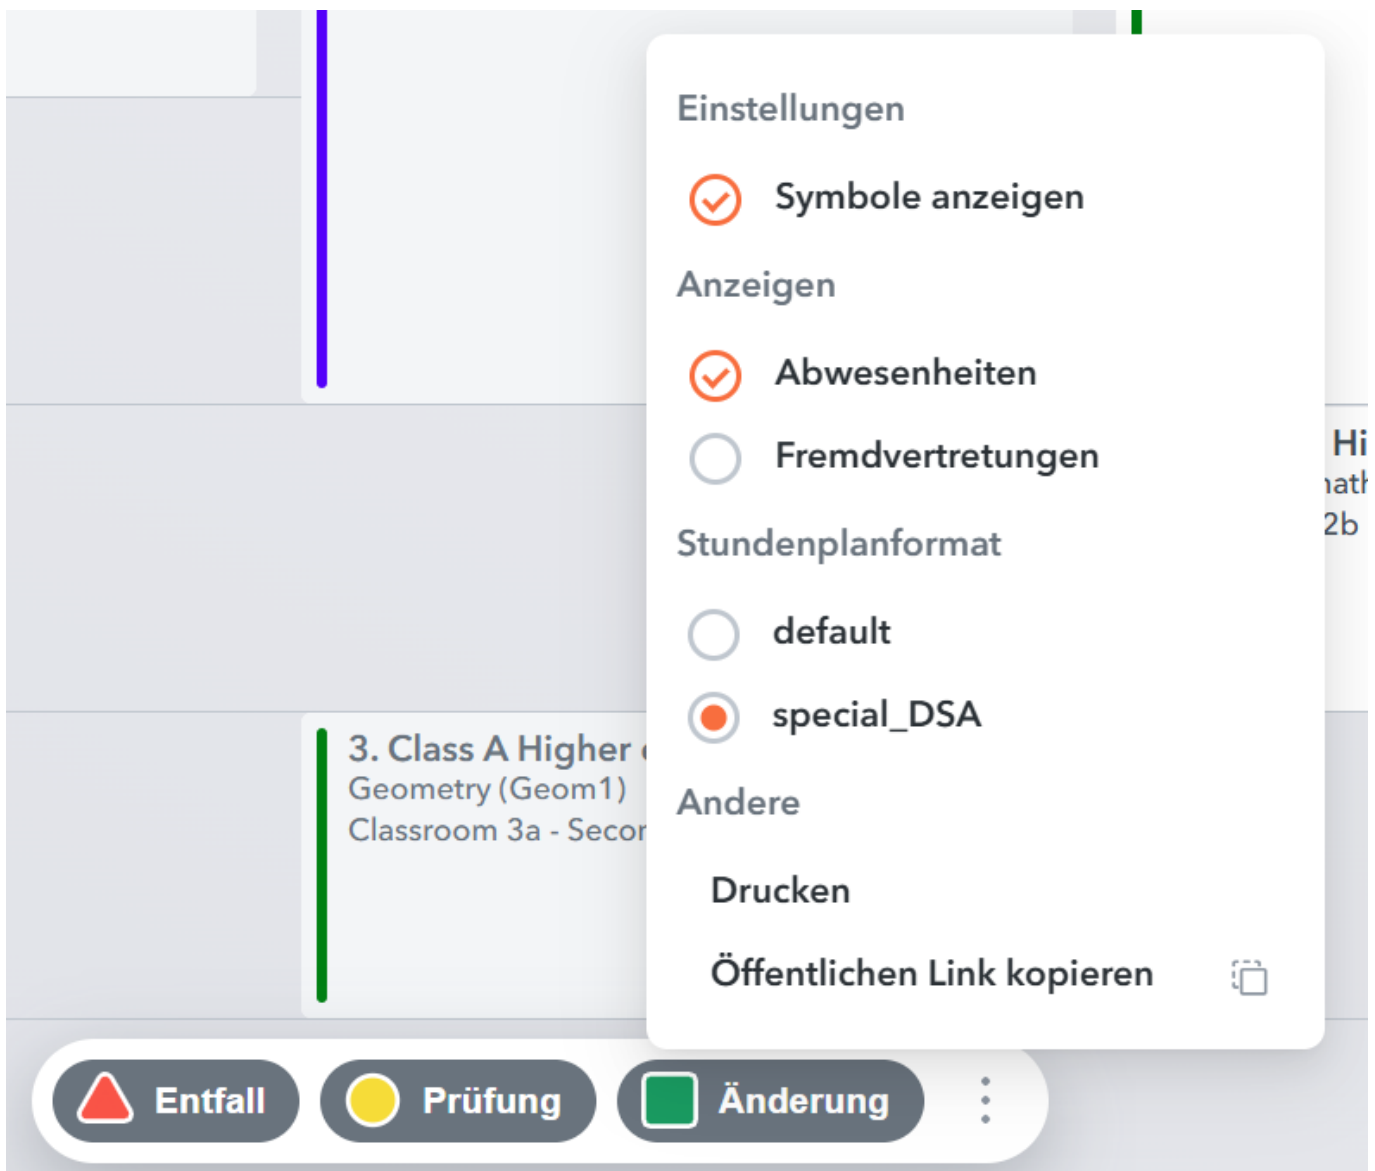 Einstellungen
Symbole anzeigen
Anzeigen
Abwesenheiten
Fremdvertretungen
Stundenplanformat
default
special_DSA
Andere
Drucken
Öffentlichen Link kopieren
Hi
2b
3. Class A Higher
Geometry (Geom1)
Classroom 3a - Secon
Entfall
Prüfung
Änderung